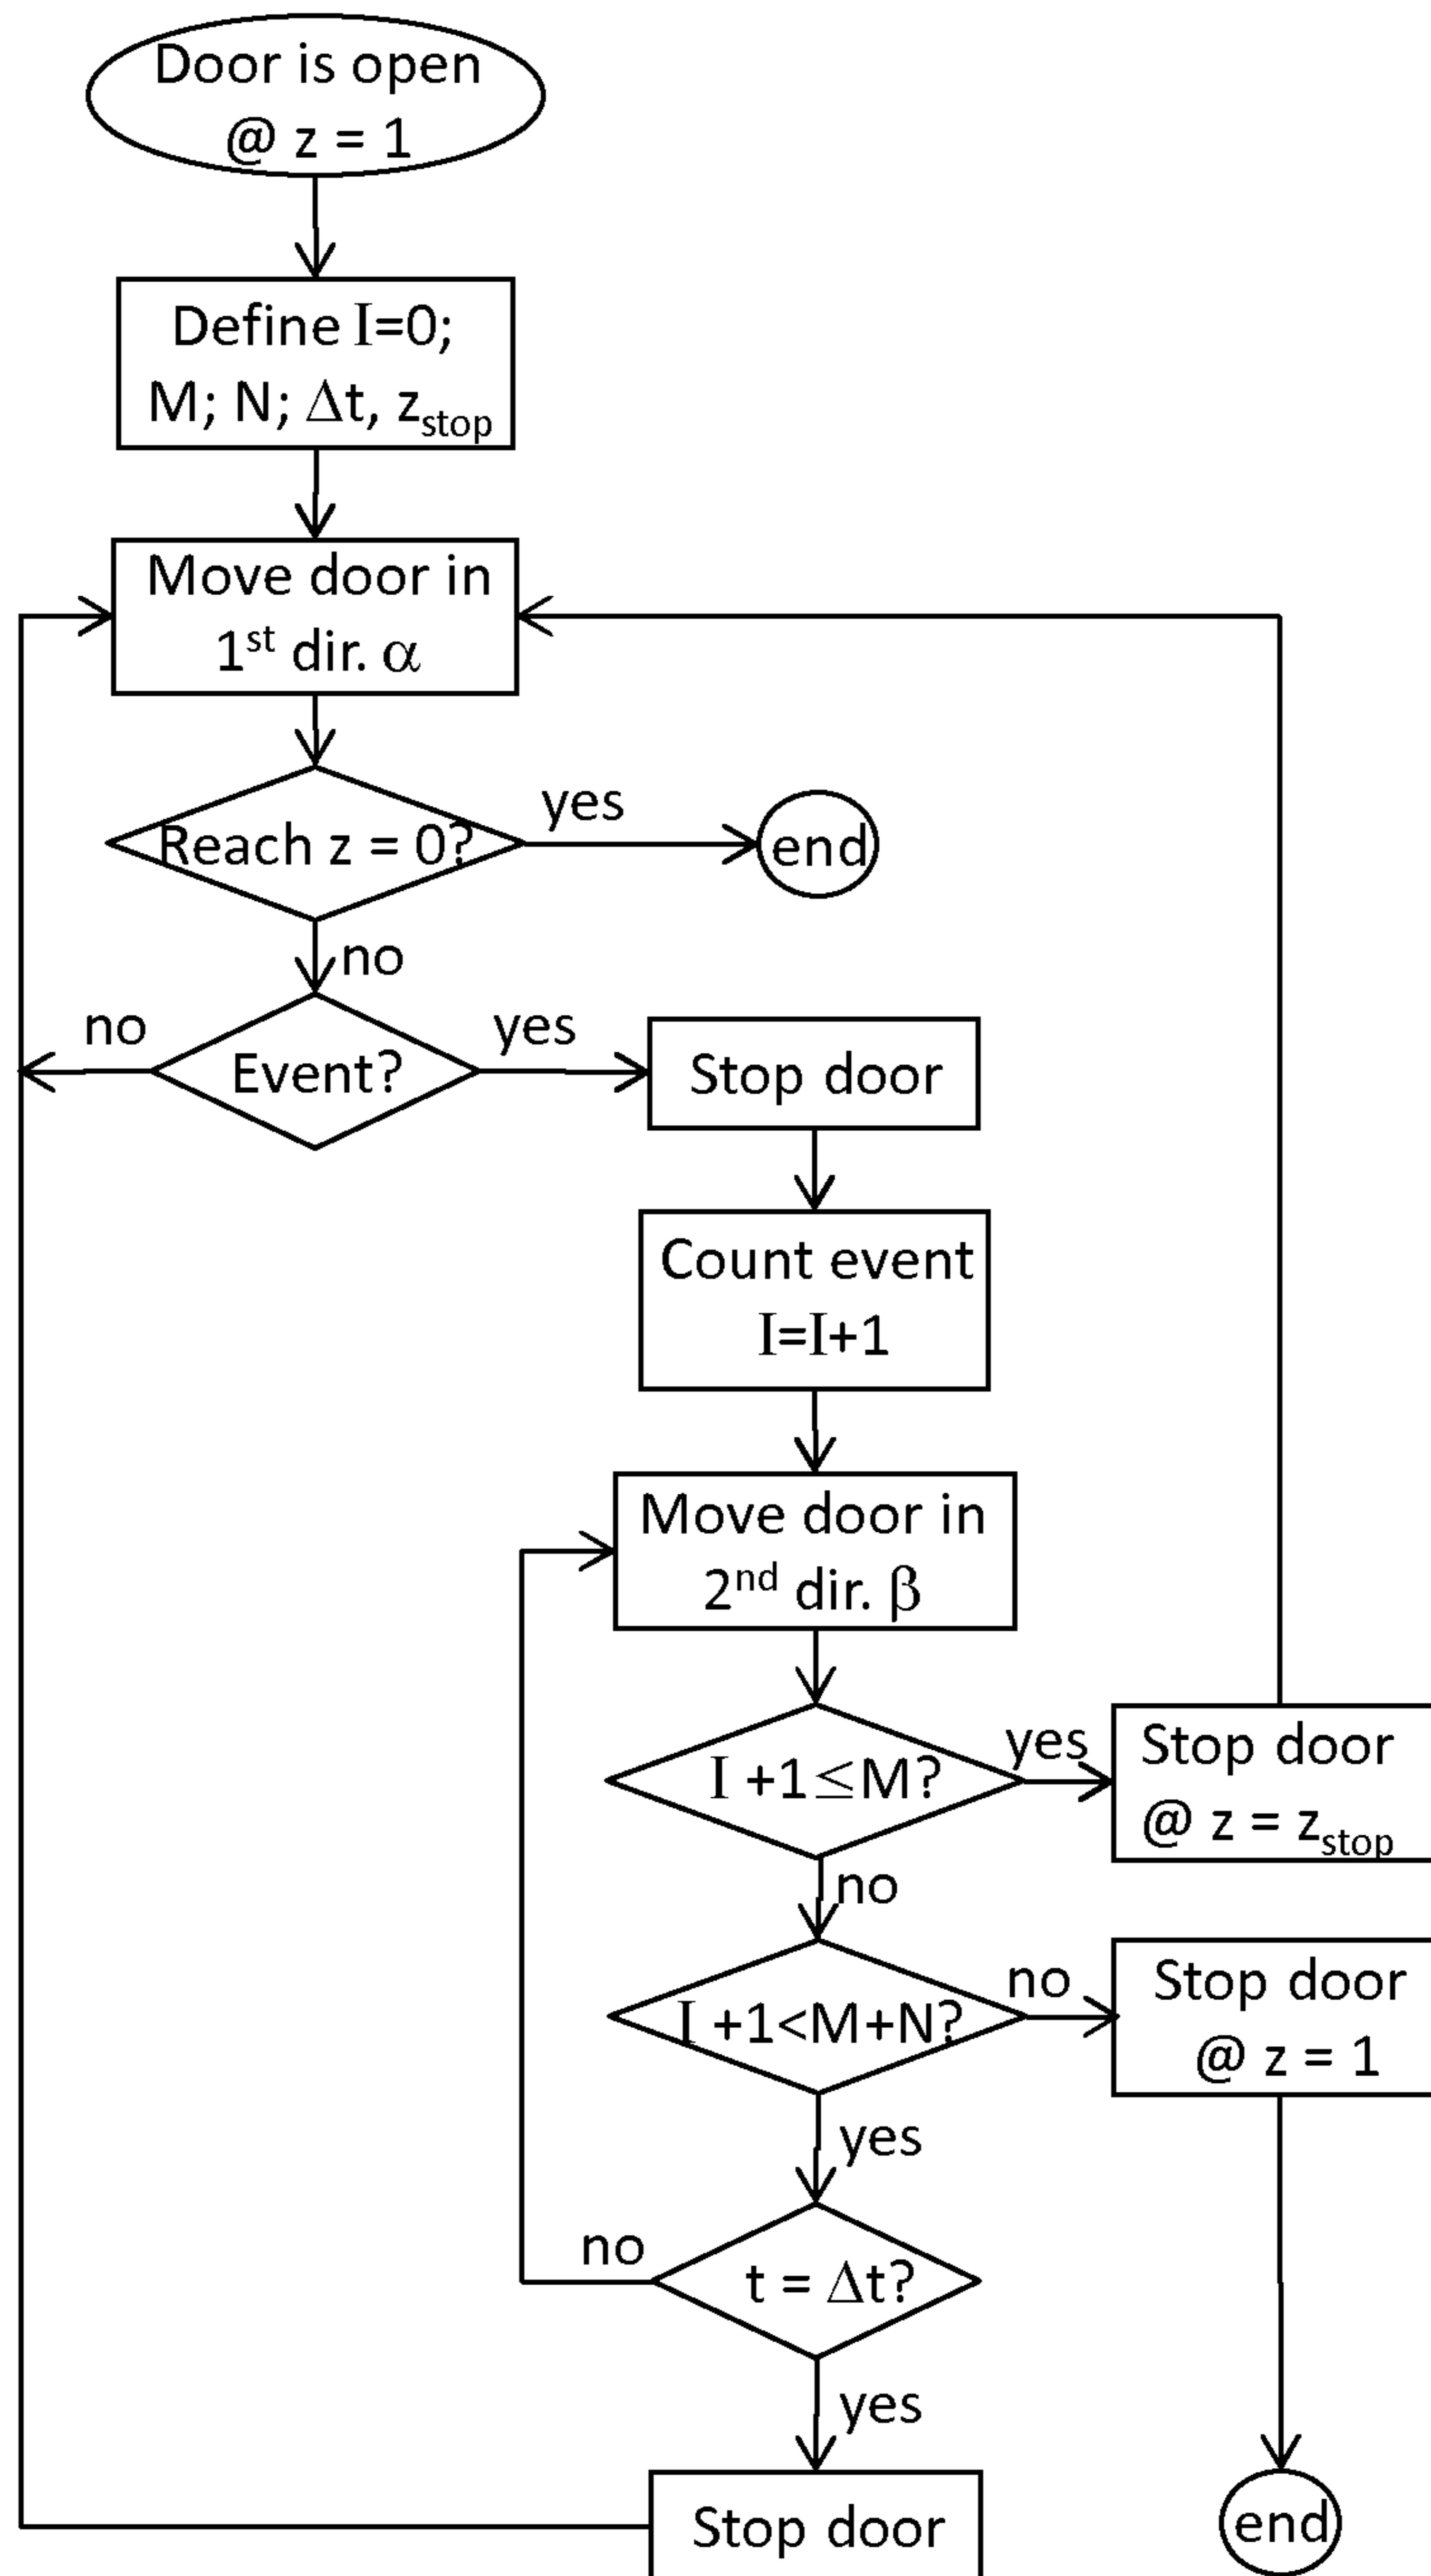 Door is open
@ z = 1
Define I=0;
M; N; Δt, zstop
Move door in
1st dir. α
Reach z = 0?
yes
end
no
no
Event?
yes
Stop door
Count event
I=I+1
Move door in
2nd dir. β
I +1≤M?
yes
Stop door
@ z = zstop
no
I +1<M+N?
no
Stop door
@ z = 1
yes
no
t = Δt?
yes
Stop door
end